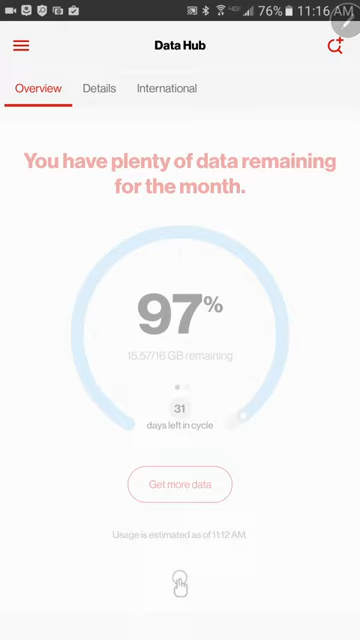 76% 11:16 AM
Data Hub
Overview Details International
You have plenty of data remaining
for the month.
97%
15.57/16 GB remaining
31
days left in cycle
Get more data
Usage is estimated as of 11:12 AM.